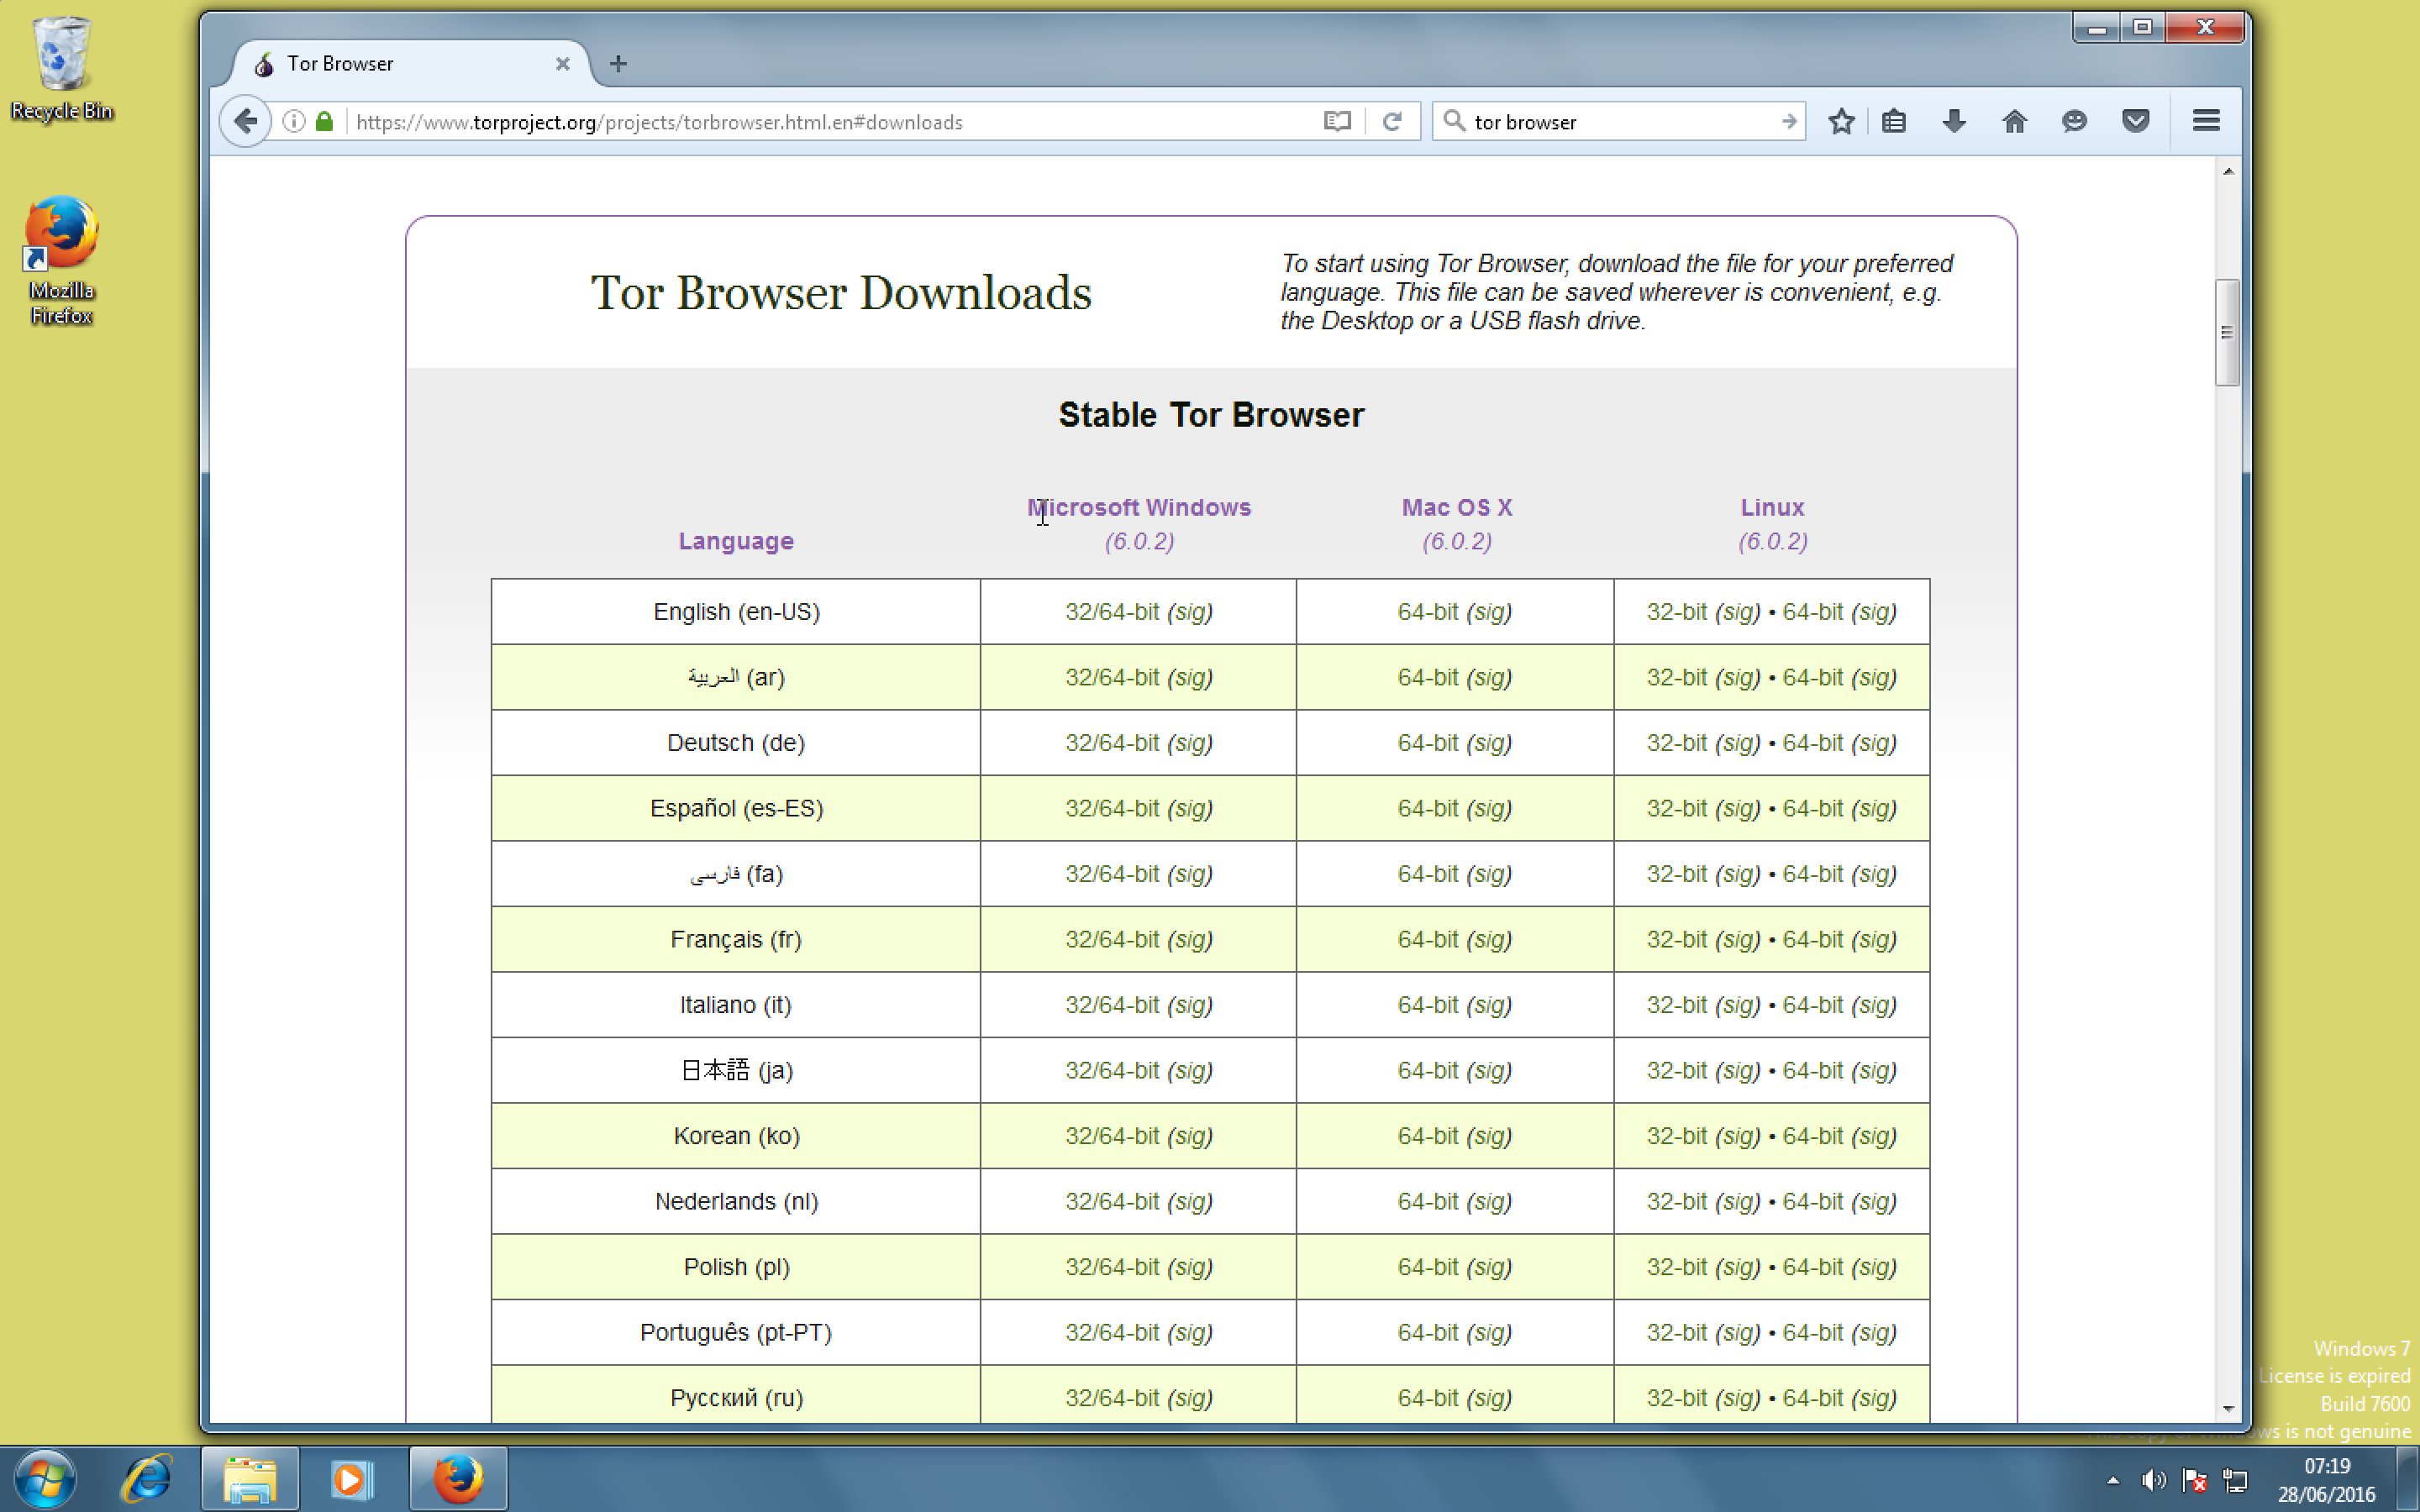 Recycle Bin
Mozilla
Firefox
Tor Browser
https://www.torproject.org/projects/torbrowser.html.en#downloads
tor browser
Tor Browser Downloads
To start using Tor Browser, download the file for your preferred
language. This file can be saved wherever is convenient, e.g.
the Desktop or a USB flash drive.
Stable Tor Browser
Language Microsoft Windows (6.0.2) Mac OS X (6.0.2) Linux (6.0.2)
English (en-US) 32/64-bit (sig) 64-bit (sig) 32-bit (sig) • 64-bit (sig)
العربية (ar) 32/64-bit (sig) 64-bit (sig) 32-bit (sig) • 64-bit (sig)
Deutsch (de) 32/64-bit (sig) 64-bit (sig) 32-bit (sig) • 64-bit (sig)
Español (es-ES) 32/64-bit (sig) 64-bit (sig) 32-bit (sig) • 64-bit (sig)
فارسی (fa) 32/64-bit (sig) 64-bit (sig) 32-bit (sig) • 64-bit (sig)
Français (fr) 32/64-bit (sig) 64-bit (sig) 32-bit (sig) • 64-bit (sig)
Italiano (it) 32/64-bit (sig) 64-bit (sig) 32-bit (sig) • 64-bit (sig)
日本語 (ja) 32/64-bit (sig) 64-bit (sig) 32-bit (sig) • 64-bit (sig)
Korean (ko) 32/64-bit (sig) 64-bit (sig) 32-bit (sig) • 64-bit (sig)
Nederlands (nl) 32/64-bit (sig) 64-bit (sig) 32-bit (sig) • 64-bit (sig)
Polish (pl) 32/64-bit (sig) 64-bit (sig) 32-bit (sig) • 64-bit (sig)
Português (pt-PT) 32/64-bit (sig) 64-bit (sig) 32-bit (sig) • 64-bit (sig)
Русский (ru) 32/64-bit (sig) 64-bit (sig) 32-bit (sig) • 64-bit (sig)
Windows 7
License is expired
Build 7600
ws is not genuine
07:19
28/06/2016